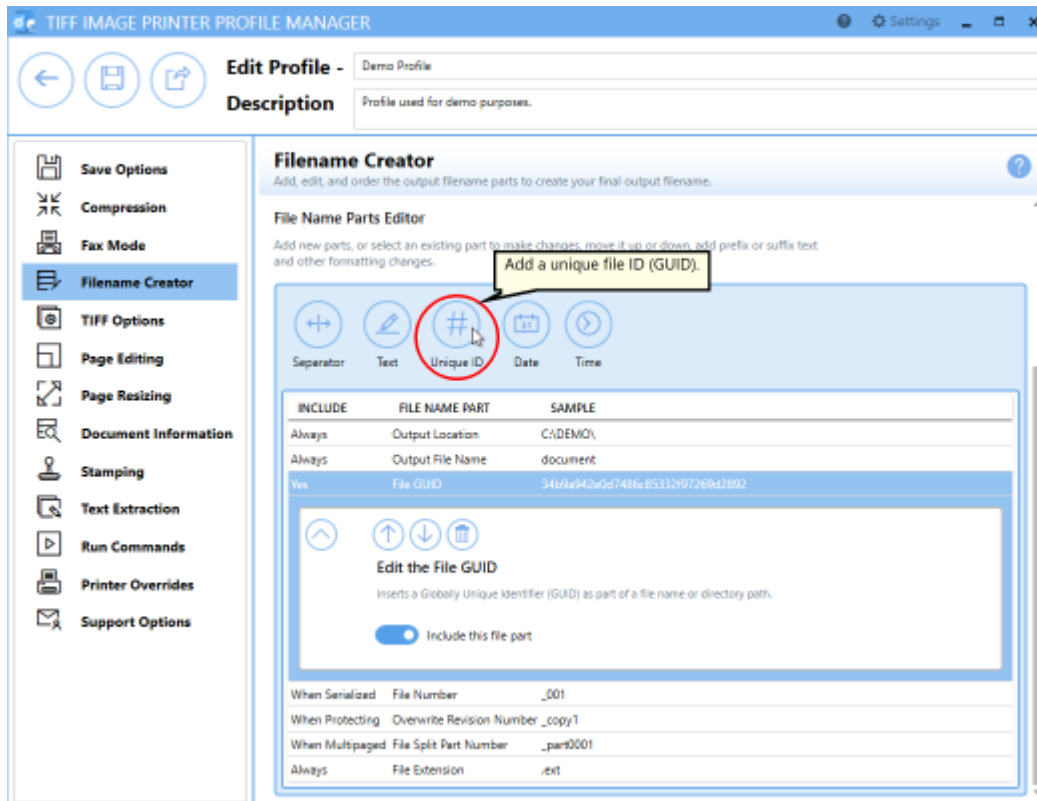 TIFF IMAGE PRINTER PROFILE MANAGER
Settings
Edit Profile - Demo Profile
Description Profile used for demo purposes.
Save Options
Compression
Fax Mode
Filename Creator
TIFF Options
Page Editing
Page Resizing
Document Information
Stamping
Text Extraction
Run Commands
Printer Overrides
Support Options
Filename Creator
Add, edit, and order the output filename parts to create your final output filename.
File Name Parts Editor
Add new parts, or select an existing part to make changes, move it up or down, add prefix or suffix text
and other formatting changes.
Add a unique file ID (GUID).
Separator Text Unique ID Date Time
INCLUDE FILE NAME PART SAMPLE
Always Output Location C:\DEMO\
Always Output File Name document
Yes File GUID 34b9a942e0d7486c85332f97269d2892
Edit the File GUID
Inserts a Globally Unique Identifier (GUID) as part of a file name or directory path.
Include this file part
When Serialized File Number _001
When Protecting Overwrite Revision Number _copy1
When Multipaged File Split Part Number _part0001
Always File Extension .ext